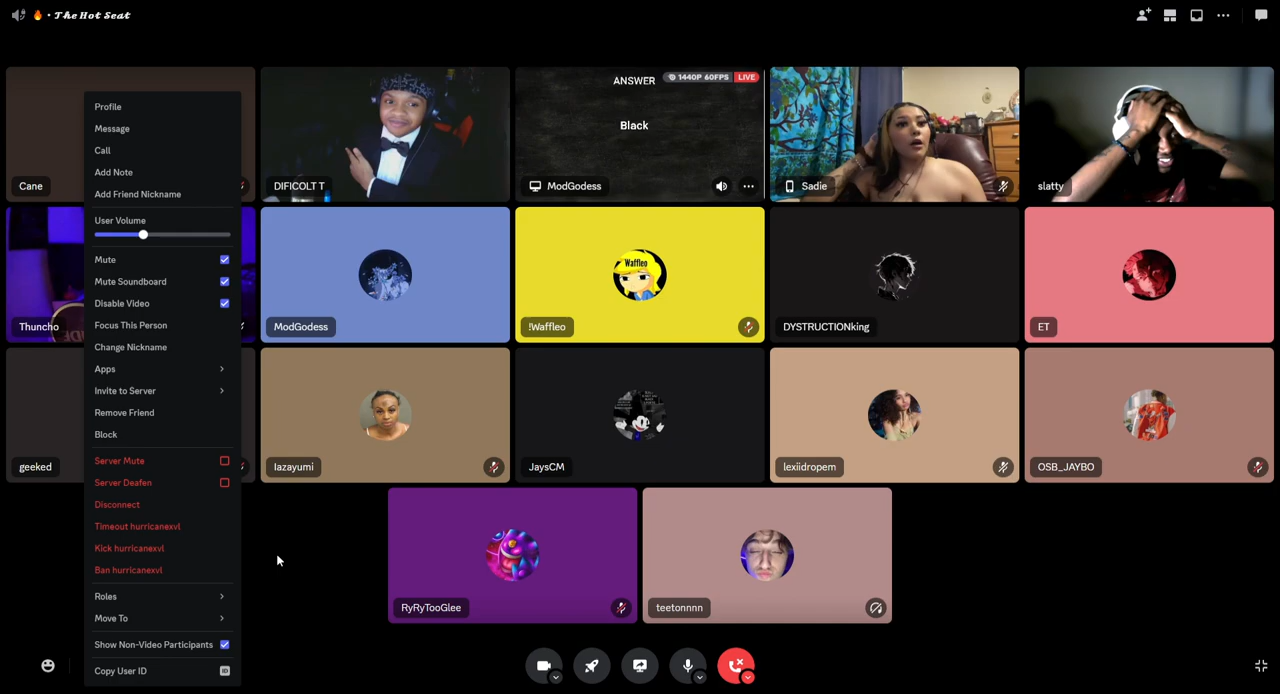 🔥 • The Hot Seat
Cane
DIFICOLT T
ANSWER
1440P 60FPS LIVE
Black
ModGodess
Sadie
slatty
Profile
Message
Call
Add Note
Add Friend Nickname
User Volume
Mute
Mute Soundboard
Disable Video
Focus This Person
Change Nickname
Apps
Invite to Server
Remove Friend
Block
Server Mute
Server Deafen
Disconnect
Timeout hurricanexvl
Kick hurricanexvl
Ban hurricanexvl
Roles
Move To
Show Non-Video Participants
Copy User ID
ID
Thuncho
ModGodess
Waffleo
!Waffleo
DYSTRUCTIONking
ET
geeked
lazayumi
JaysCM
lexiidropem
OSB_JAYBO
RyRyTooGlee
teetonnnn